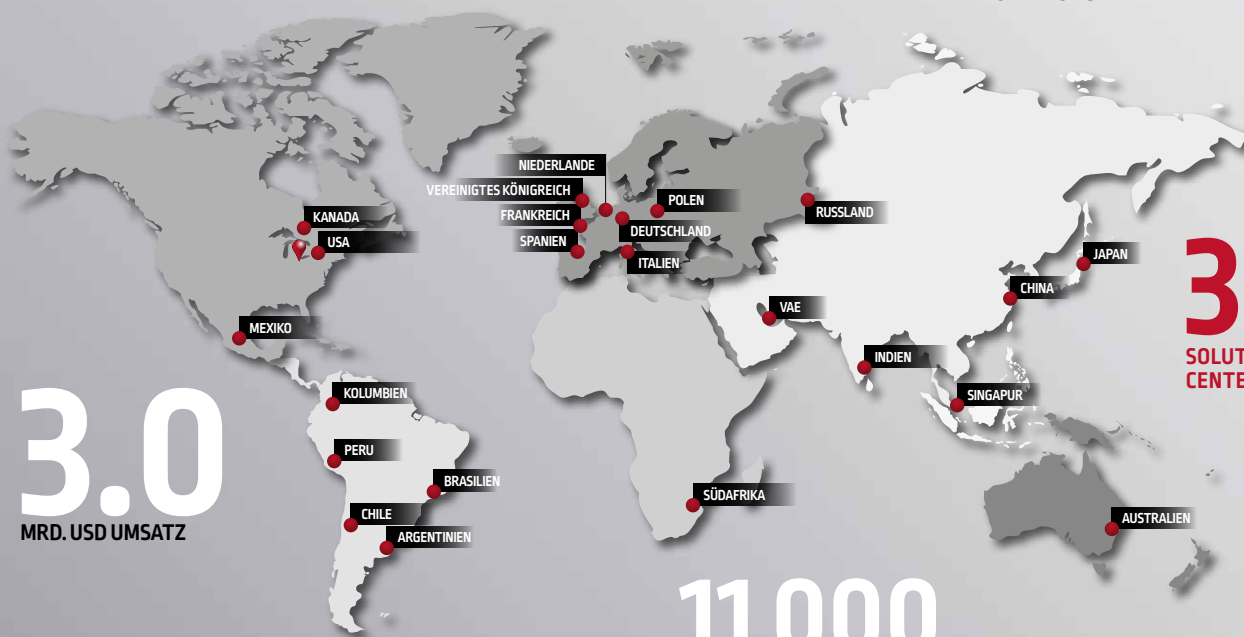 NIEDERLANDE
VEREINIGTES KÖNIGREICH
POLEN
FRANKREICH
RUSSLAND
KANADA
DEUTSCHLAND
USA
SPANIEN
ITALIEN
JAPAN
CHINA
VAE
3
MEXIKO
INDIEN
SOLUT
CENTE
KOLUMBIEN
SINGAPUR
3.0
MRD. USD UMSATZ
PERU
BRASILIEN
SÜDAFRIKA
CHILE
AUSTRALIEN
ARGENTINIEN
11 000